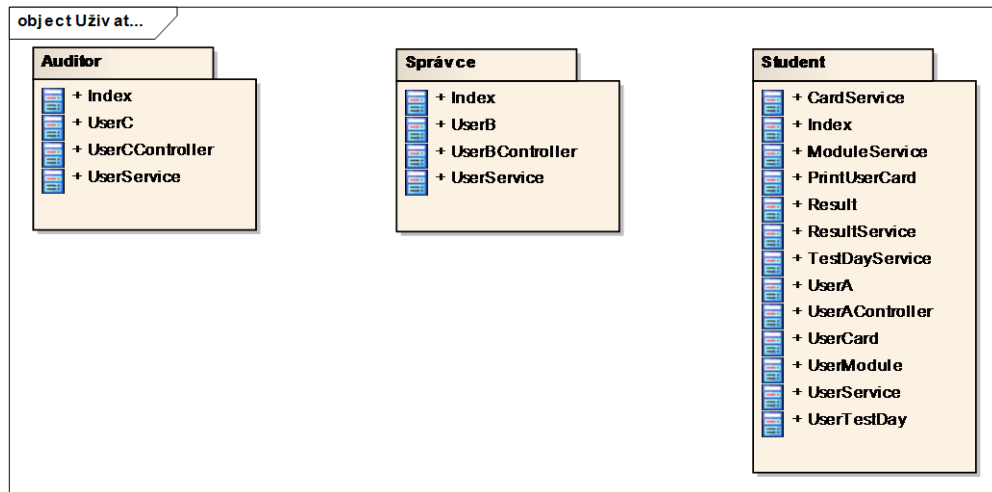 object Uživat...
Auditor
+ Index
+ UserC
+ UserCController
+ UserService
Správce
+ Index
+ UserB
+ UserBController
+ UserService
Student
+ CardService
+ Index
+ ModuleService
+ PrintUserCard
+ Result
+ ResultService
+ TestDayService
+ UserA
+ UserAController
+ UserCard
+ UserModule
+ UserService
+ UserTestDay